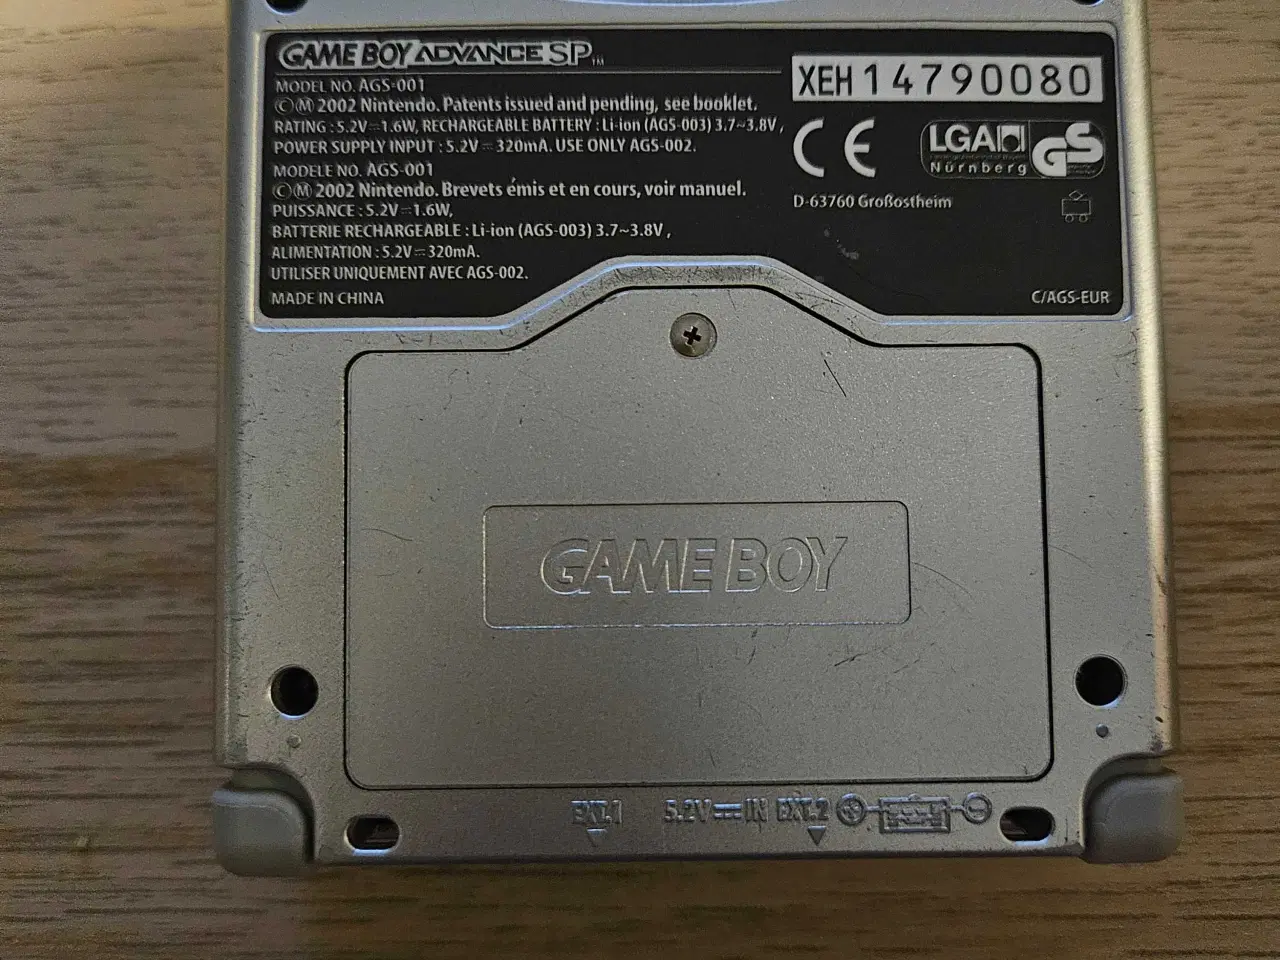 GAME BOY ADVANCE SP™
MODEL NO. AGS-001
©Ⓜ 2002 Nintendo. Patents issued and pending, see booklet.
RATING : 5.2V⎓1.6W, RECHARGEABLE BATTERY : Li-ion (AGS-003) 3.7~3.8V ,
POWER SUPPLY INPUT : 5.2V⎓320mA. USE ONLY AGS-002.
MODELE NO. AGS-001
©Ⓜ 2002 Nintendo. Brevets émis et en cours, voir manuel.
PUISSANCE : 5.2V⎓1.6W,
BATTERIE RECHARGEABLE : Li-ion (AGS-003) 3.7~3.8V ,
ALIMENTATION : 5.2V⎓320mA.
UTILISER UNIQUEMENT AVEC AGS-002.
MADE IN CHINA
XEH14790080
CE
LGA
Nürnberg
GS
D-63760 Großostheim
C/AGS-EUR
GAME BOY
EXT.1 5.2V⎓IN EXT.2